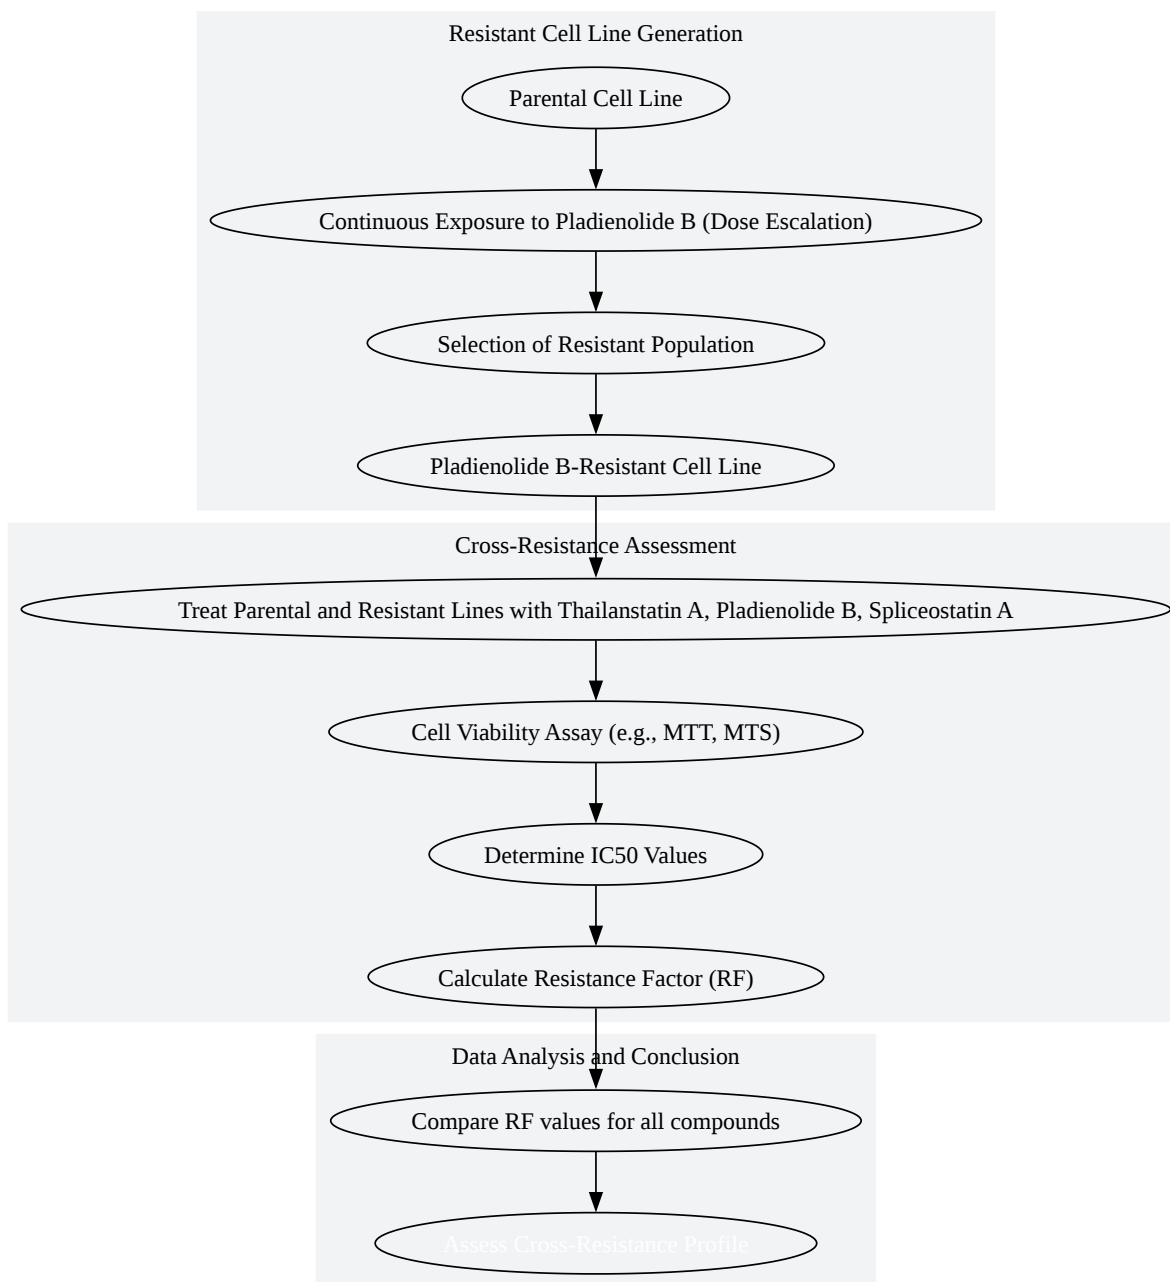 Resistant Cell Line Generation
Parental Cell Line
Continuous Exposure to Pladienolide B (Dose Escalation)
Selection of Resistant Population
Pladienolide B-Resistant Cell Line
Cross-Resistance Assessment
Treat Parental and Resistant Lines with Thailanstatin A, Pladienolide B, Spliceostatin A
Cell Viability Assay (e.g., MTT, MTS)
Determine IC50 Values
Calculate Resistance Factor (RF)
Data Analysis and Conclusion
Compare RF values for all compounds
Assess Cross-Resistance Profile